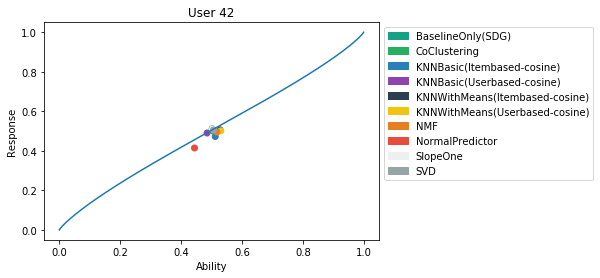 User 42
1.0
0.8
0.6
0.4
0.2
0.0
Response
0.0 0.2 0.4 0.6 0.8 1.0
Ability
BaselineOnly(SDG)
CoClustering
KNNBasic(Itembased-cosine)
KNNBasic(Userbased-cosine)
KNNWithMeans(Itembased-cosine)
KNNWithMeans(Userbased-cosine)
NMF
NormalPredictor
SlopeOne
SVD